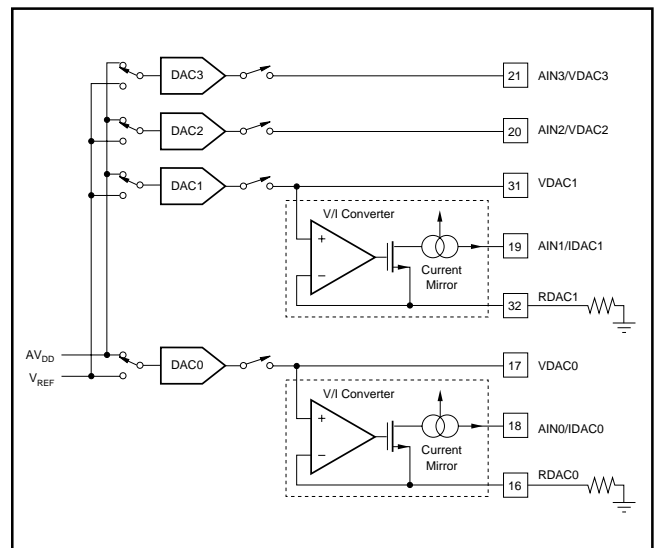 DAC3
21 AIN3/VDAC3
DAC2
20 AIN2/VDAC2
DAC1
31 VDAC1
V/I Converter
+
–
19 AIN1/IDAC1
Current
Mirror
32 RDAC1
AVDD
VREF
DAC0
17 VDAC0
V/I Converter
+
–
18 AIN0/IDAC0
Current
Mirror
16 RDAC0